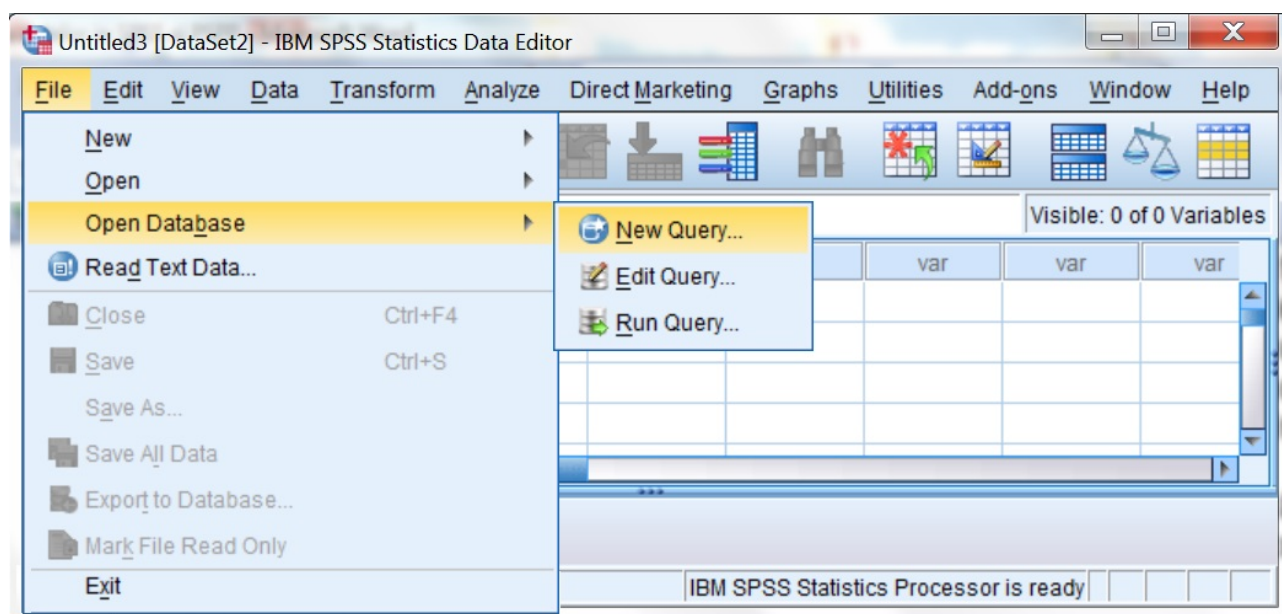 Untitled3 [DataSet2] - IBM SPSS Statistics Data Editor
File Edit View Data Transform Analyze Direct Marketing Graphs Utilities Add-ons Window Help
New
Open
Open Database
Read Text Data...
Close Ctrl+F4
Save Ctrl+S
Save As...
Save All Data
Export to Database...
Mark File Read Only
Exit
New Query...
Edit Query...
Run Query...
Visible: 0 of 0 Variables
var var var
IBM SPSS Statistics Processor is ready